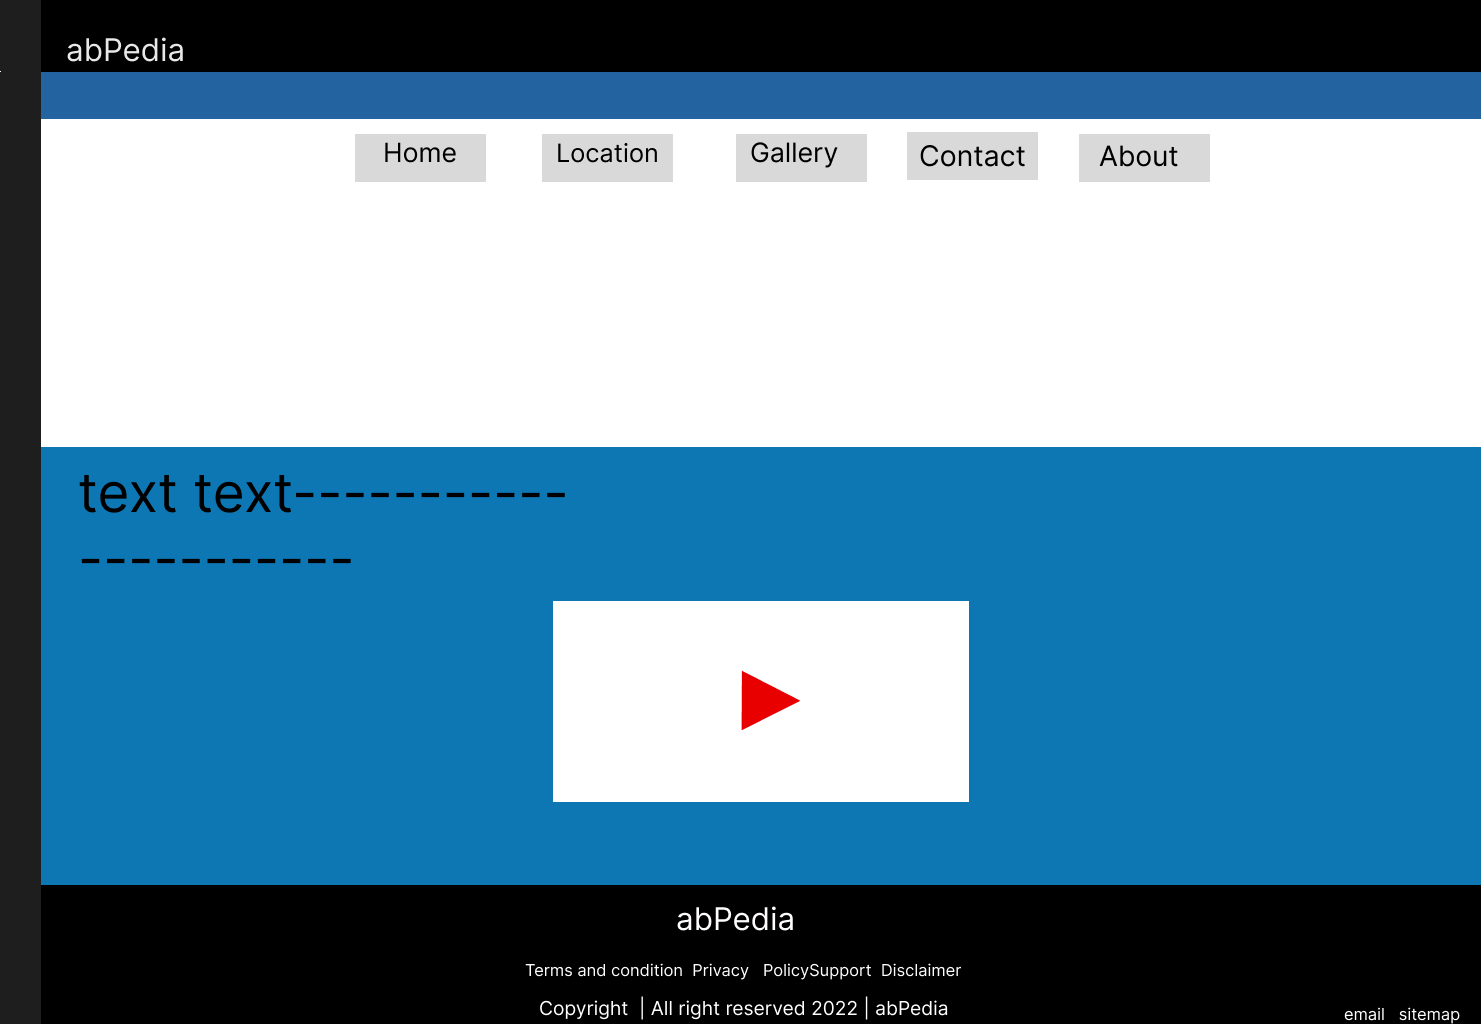 abPedia
Home Location Gallery Contact About
text text-----------
-----------
abPedia
Terms and condition Privacy PolicySupport Disclaimer
Copyright | All right reserved 2022 | abPedia
email sitemap